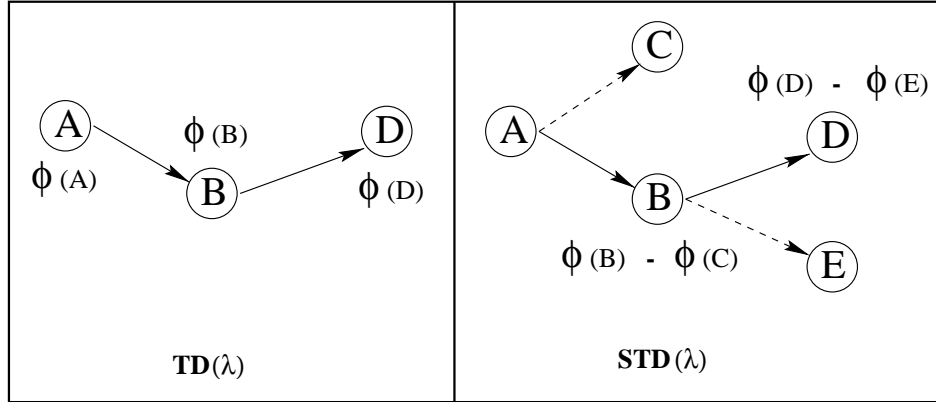 A
ϕ (A)
ϕ (B)
B
D
ϕ (D)
TD(λ)
C
A
ϕ (D) - ϕ (E)
D
B
ϕ (B) - ϕ (C)
E
STD(λ)